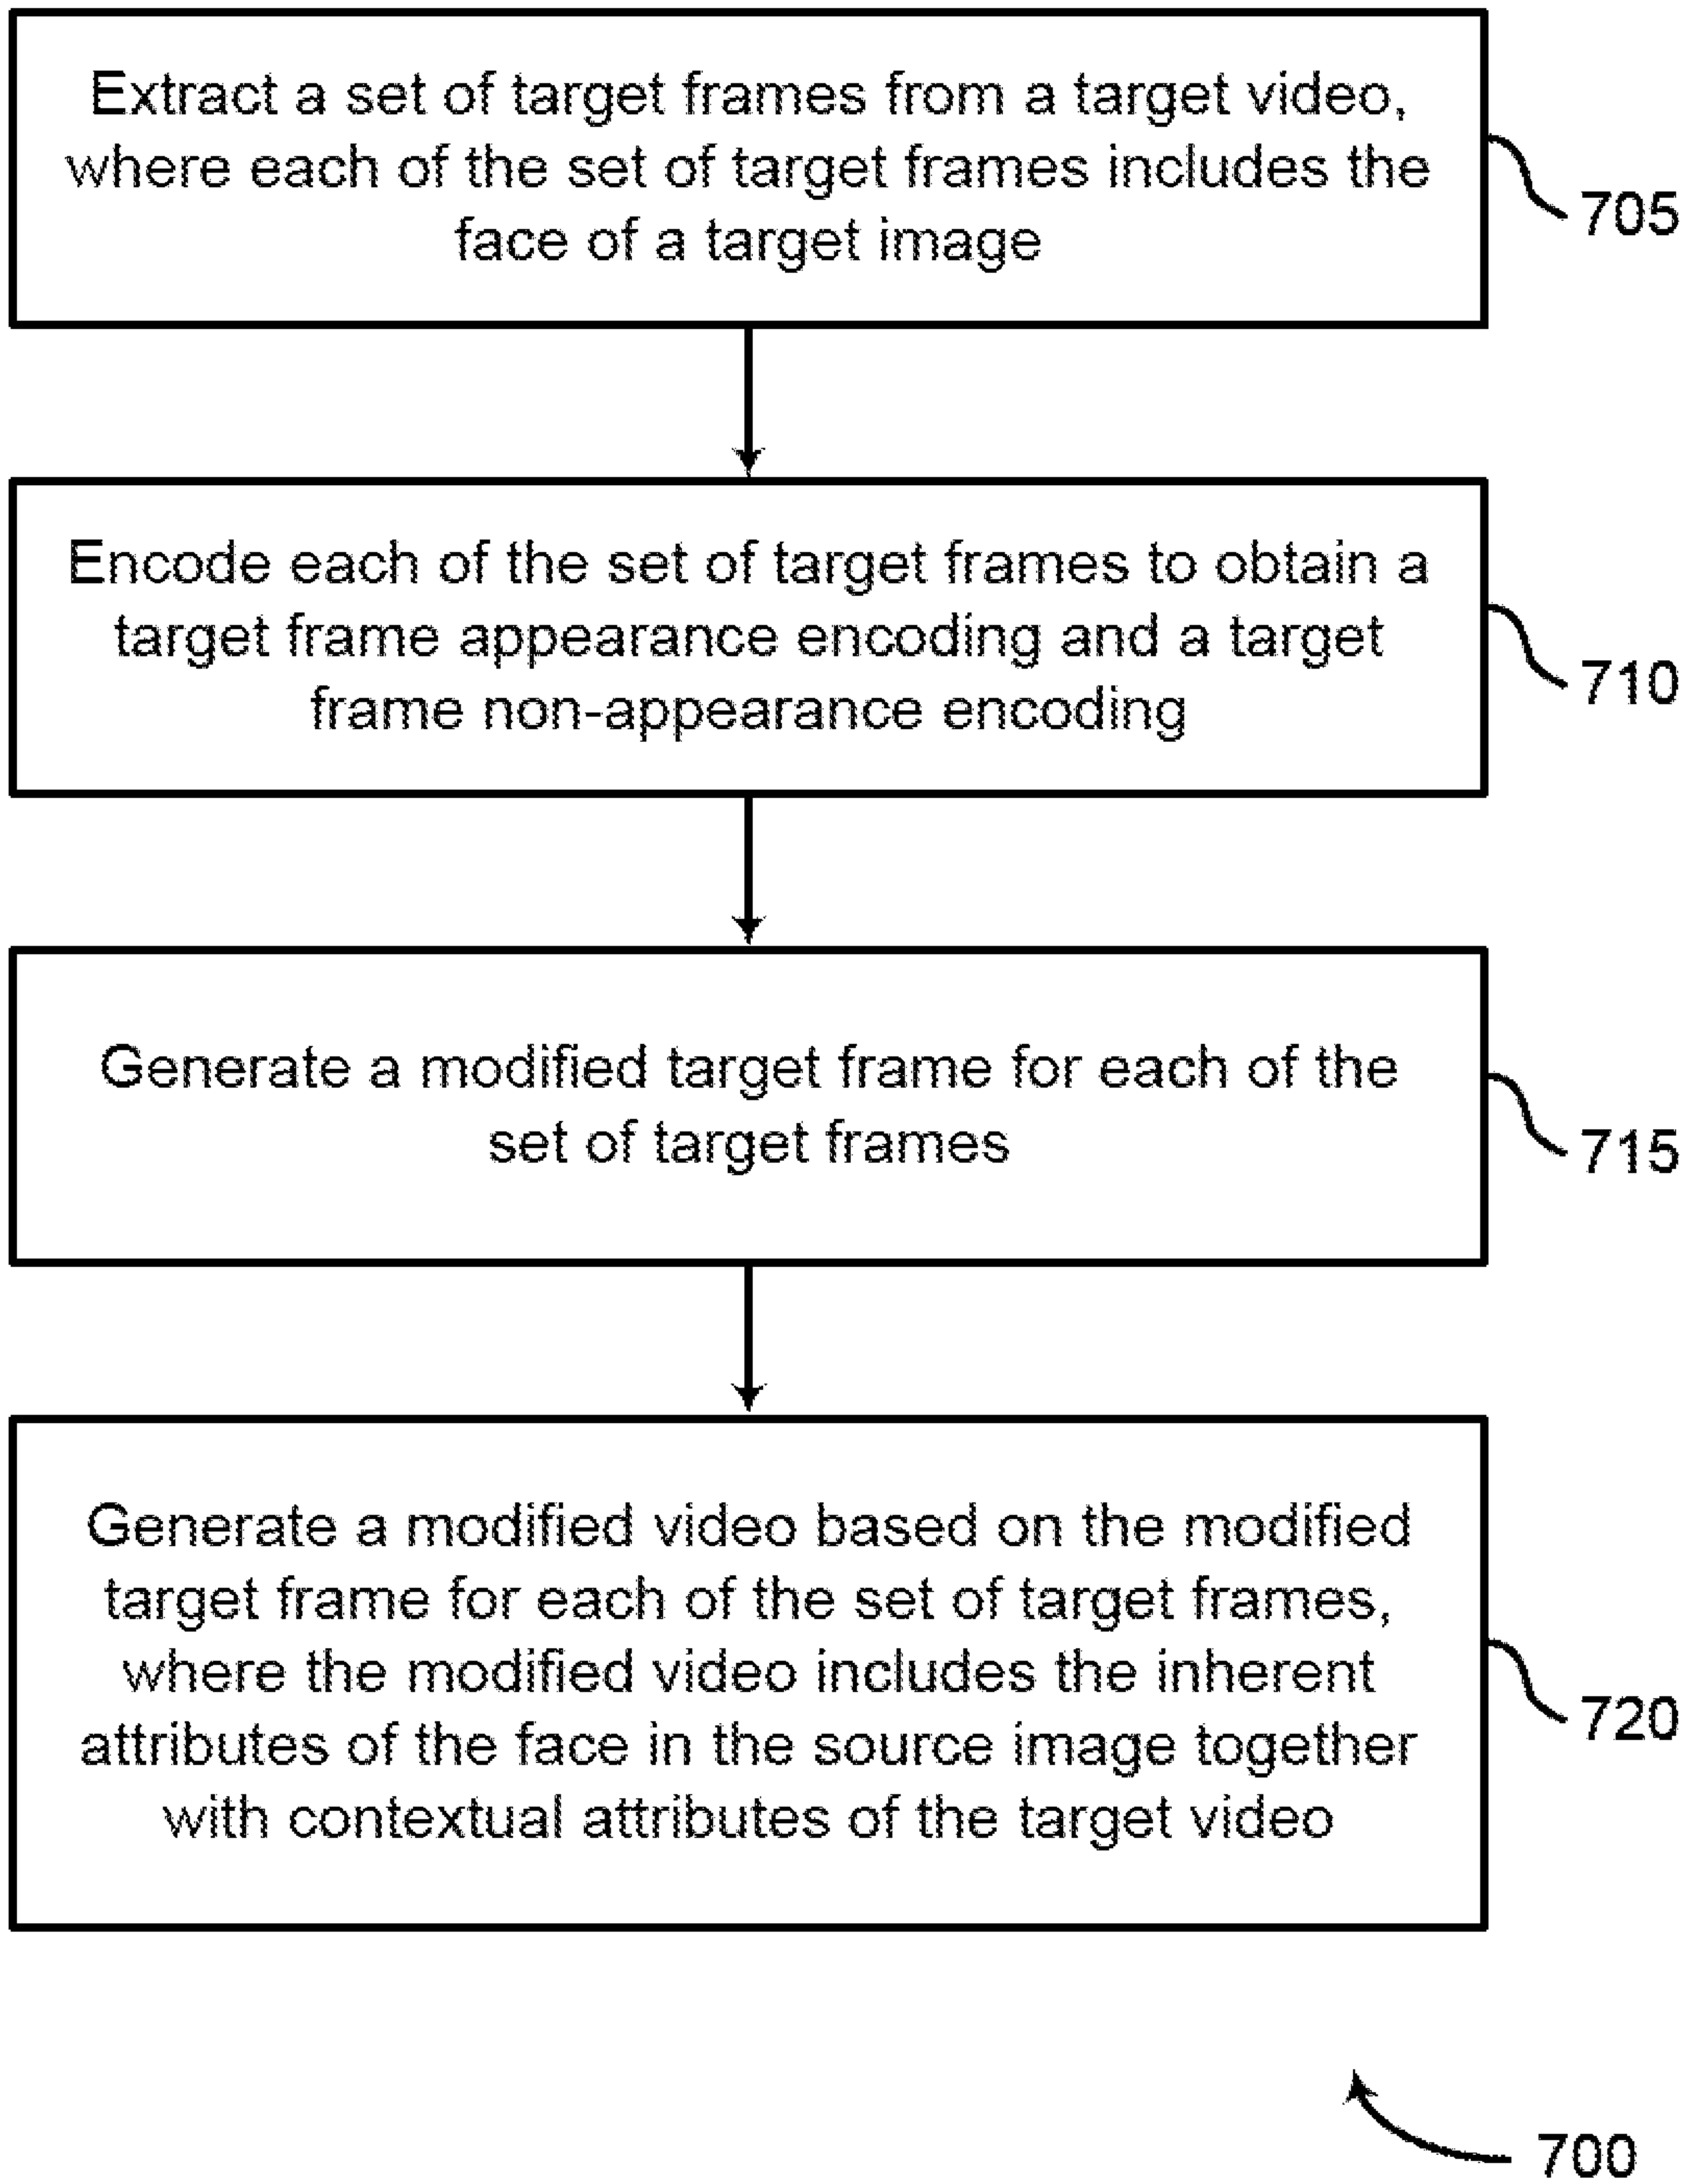 Extract a set of target frames from a target video,
where each of the set of target frames includes the
face of a target image
705
Encode each of the set of target frames to obtain a
target frame appearance encoding and a target
frame non-appearance encoding
710
Generate a modified target frame for each of the
set of target frames
715
Generate a modified video based on the modified
target frame for each of the set of target frames,
where the modified video includes the inherent
attributes of the face in the source image together
with contextual attributes of the target video
720
700